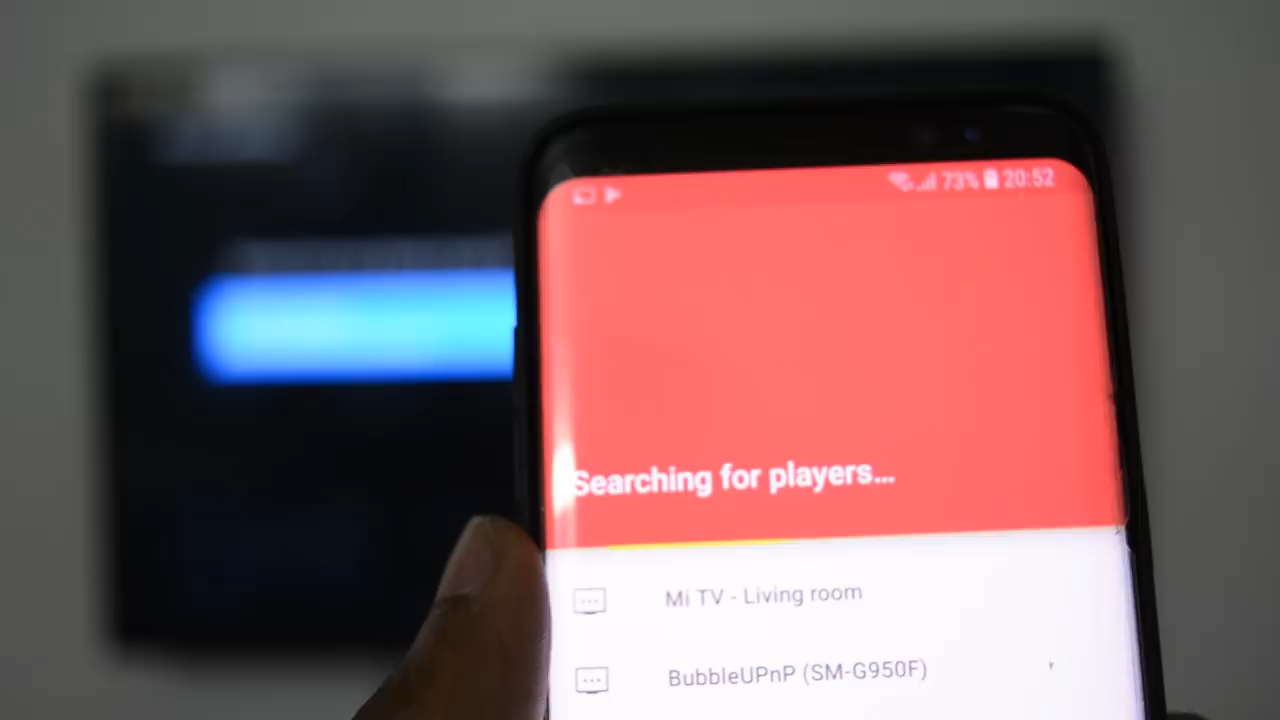 73% 20:52
Searching for players...
Mi TV - Living room
BubbleUPnP (SM-G950F)